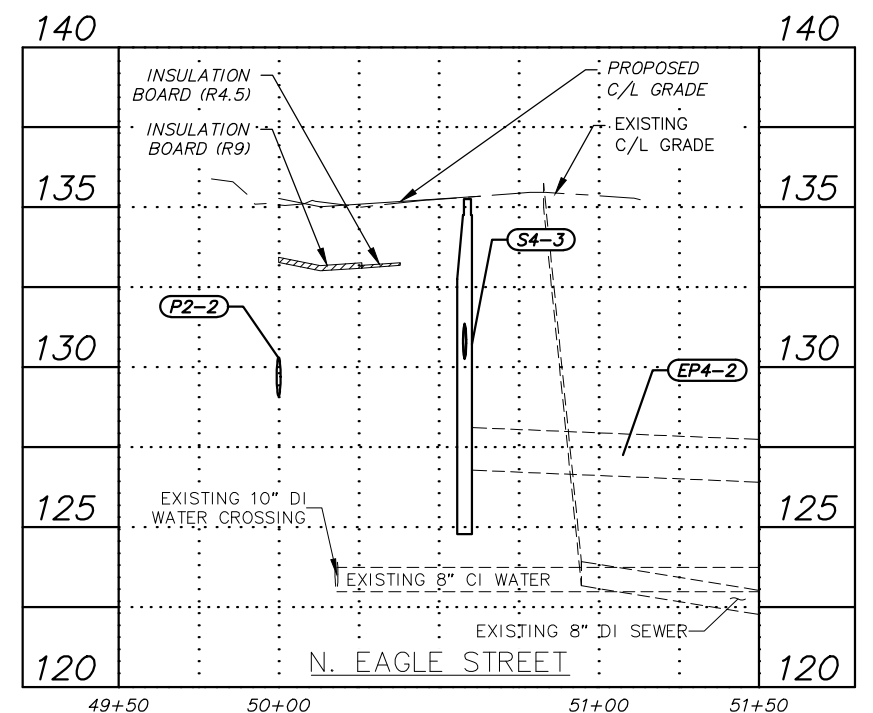 140
140
INSULATION
BOARD (R4.5)
PROPOSED
C/L GRADE
INSULATION
BOARD (R9)
EXISTING
C/L GRADE
135
135
S4-3
P2-2
130
130
EP4-2
EXISTING 10" DI
WATER CROSSING
125
125
EXISTING 8" CI WATER
EXISTING 8" DI SEWER
N. EAGLE STREET
120
120
49+50
50+00
51+00
51+50